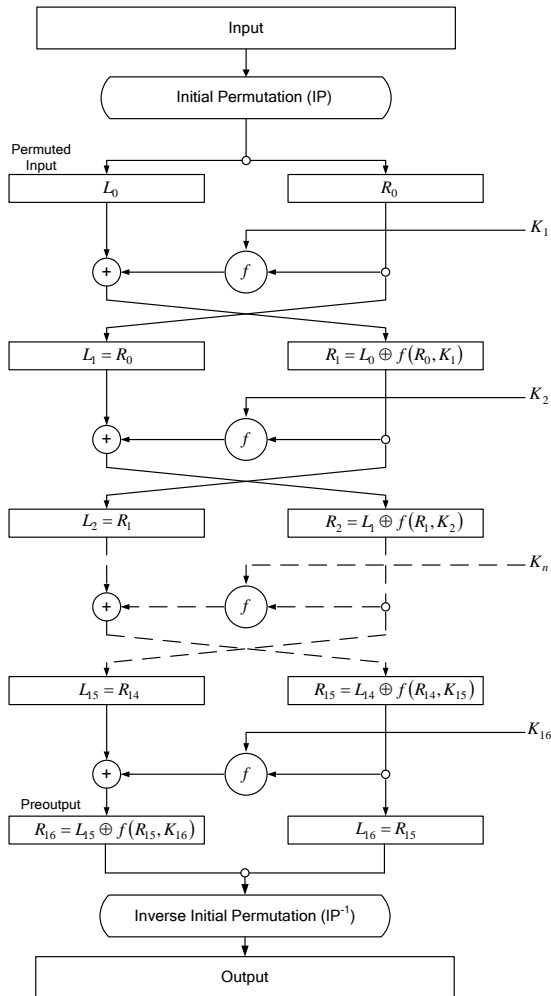 Input
Initial Permutation (IP)
Permuted
Input
L₀
R₀
K₁
+
f
L₁ = R₀
R₁ = L₀ ⊕ f(R₀, K₁)
K₂
+
f
L₂ = R₁
R₂ = L₁ ⊕ f(R₁, K₂)
Kₙ
+
f
L₁₅ = R₁₄
R₁₅ = L₁₄ ⊕ f(R₁₄, K₁₅)
K₁₆
+
f
Preoutput
R₁₆ = L₁₅ ⊕ f(R₁₅, K₁₆)
L₁₆ = R₁₅
Inverse Initial Permutation (IP⁻¹)
Output